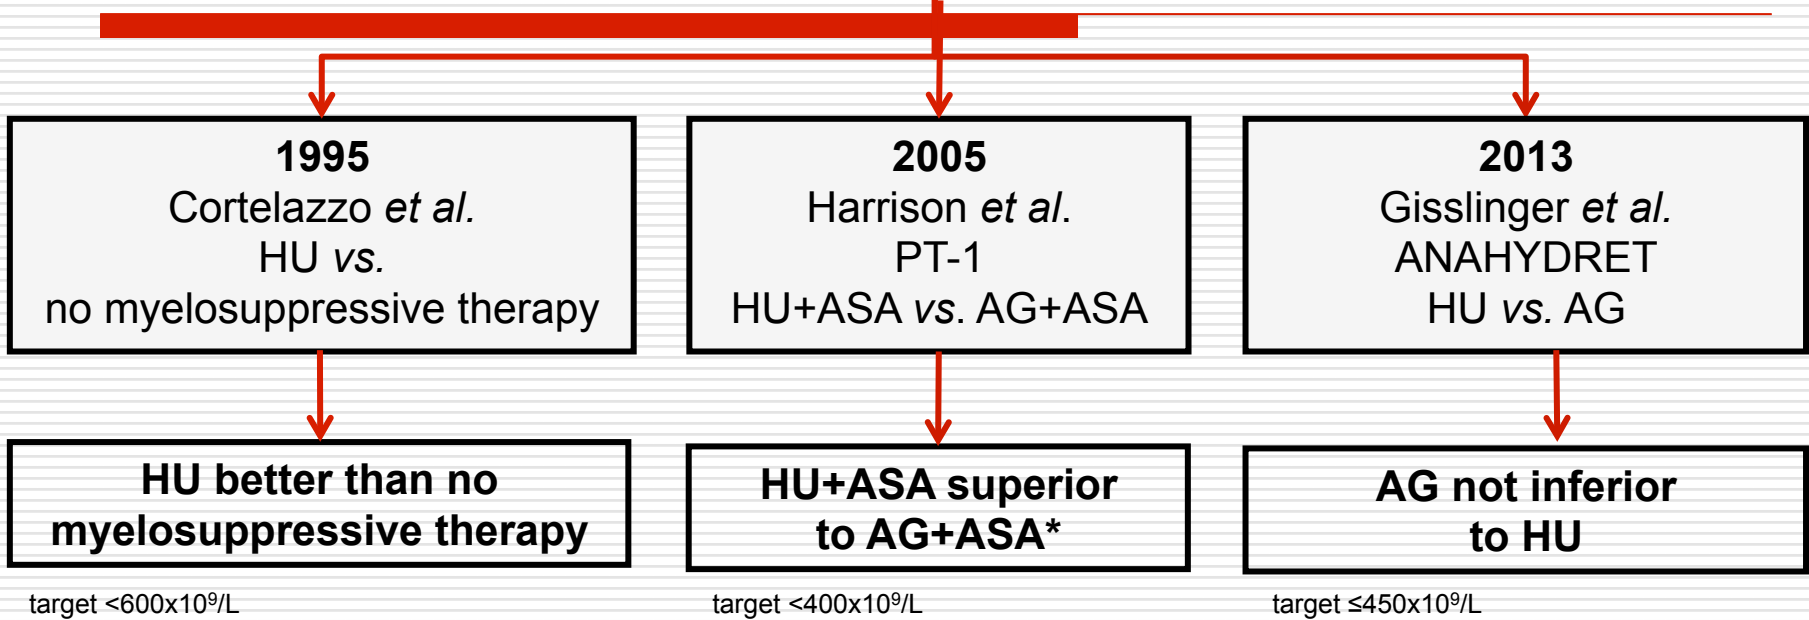 1995
Cortelazzo et al.
HU vs.
no myelosuppressive therapy
2005
Harrison et al.
PT-1
HU+ASA vs. AG+ASA
2013
Gisslinger et al.
ANAHYDRET
HU vs. AG
HU better than no
myelosuppressive therapy
HU+ASA superior
to AG+ASA*
AG not inferior
to HU
target <600x10⁹/L
target <400x10⁹/L
target ≤450x10⁹/L